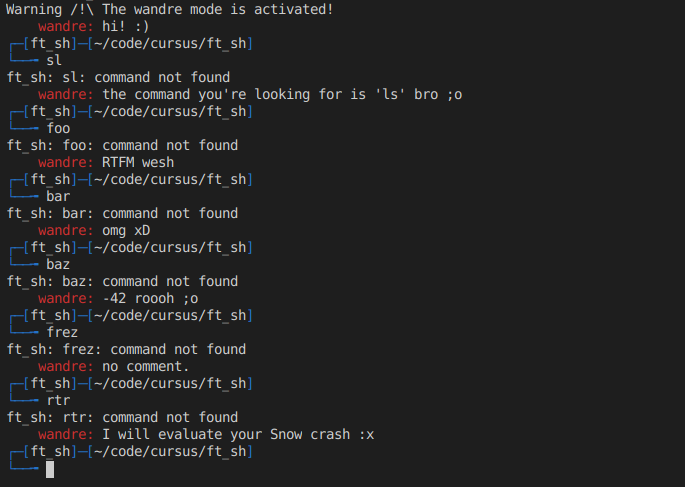 Warning /!\ The wandre mode is activated!
wandre: hi! :)
┌─[ft_sh]─[~/code/cursus/ft_sh]
└──╼ sl
ft_sh: sl: command not found
wandre: the command you're looking for is 'ls' bro ;o
┌─[ft_sh]─[~/code/cursus/ft_sh]
└──╼ foo
ft_sh: foo: command not found
wandre: RTFM wesh
┌─[ft_sh]─[~/code/cursus/ft_sh]
└──╼ bar
ft_sh: bar: command not found
wandre: omg xD
┌─[ft_sh]─[~/code/cursus/ft_sh]
└──╼ baz
ft_sh: baz: command not found
wandre: -42 roooh ;o
┌─[ft_sh]─[~/code/cursus/ft_sh]
└──╼ frez
ft_sh: frez: command not found
wandre: no comment.
┌─[ft_sh]─[~/code/cursus/ft_sh]
└──╼ rtr
ft_sh: rtr: command not found
wandre: I will evaluate your Snow crash :x
┌─[ft_sh]─[~/code/cursus/ft_sh]
└──╼